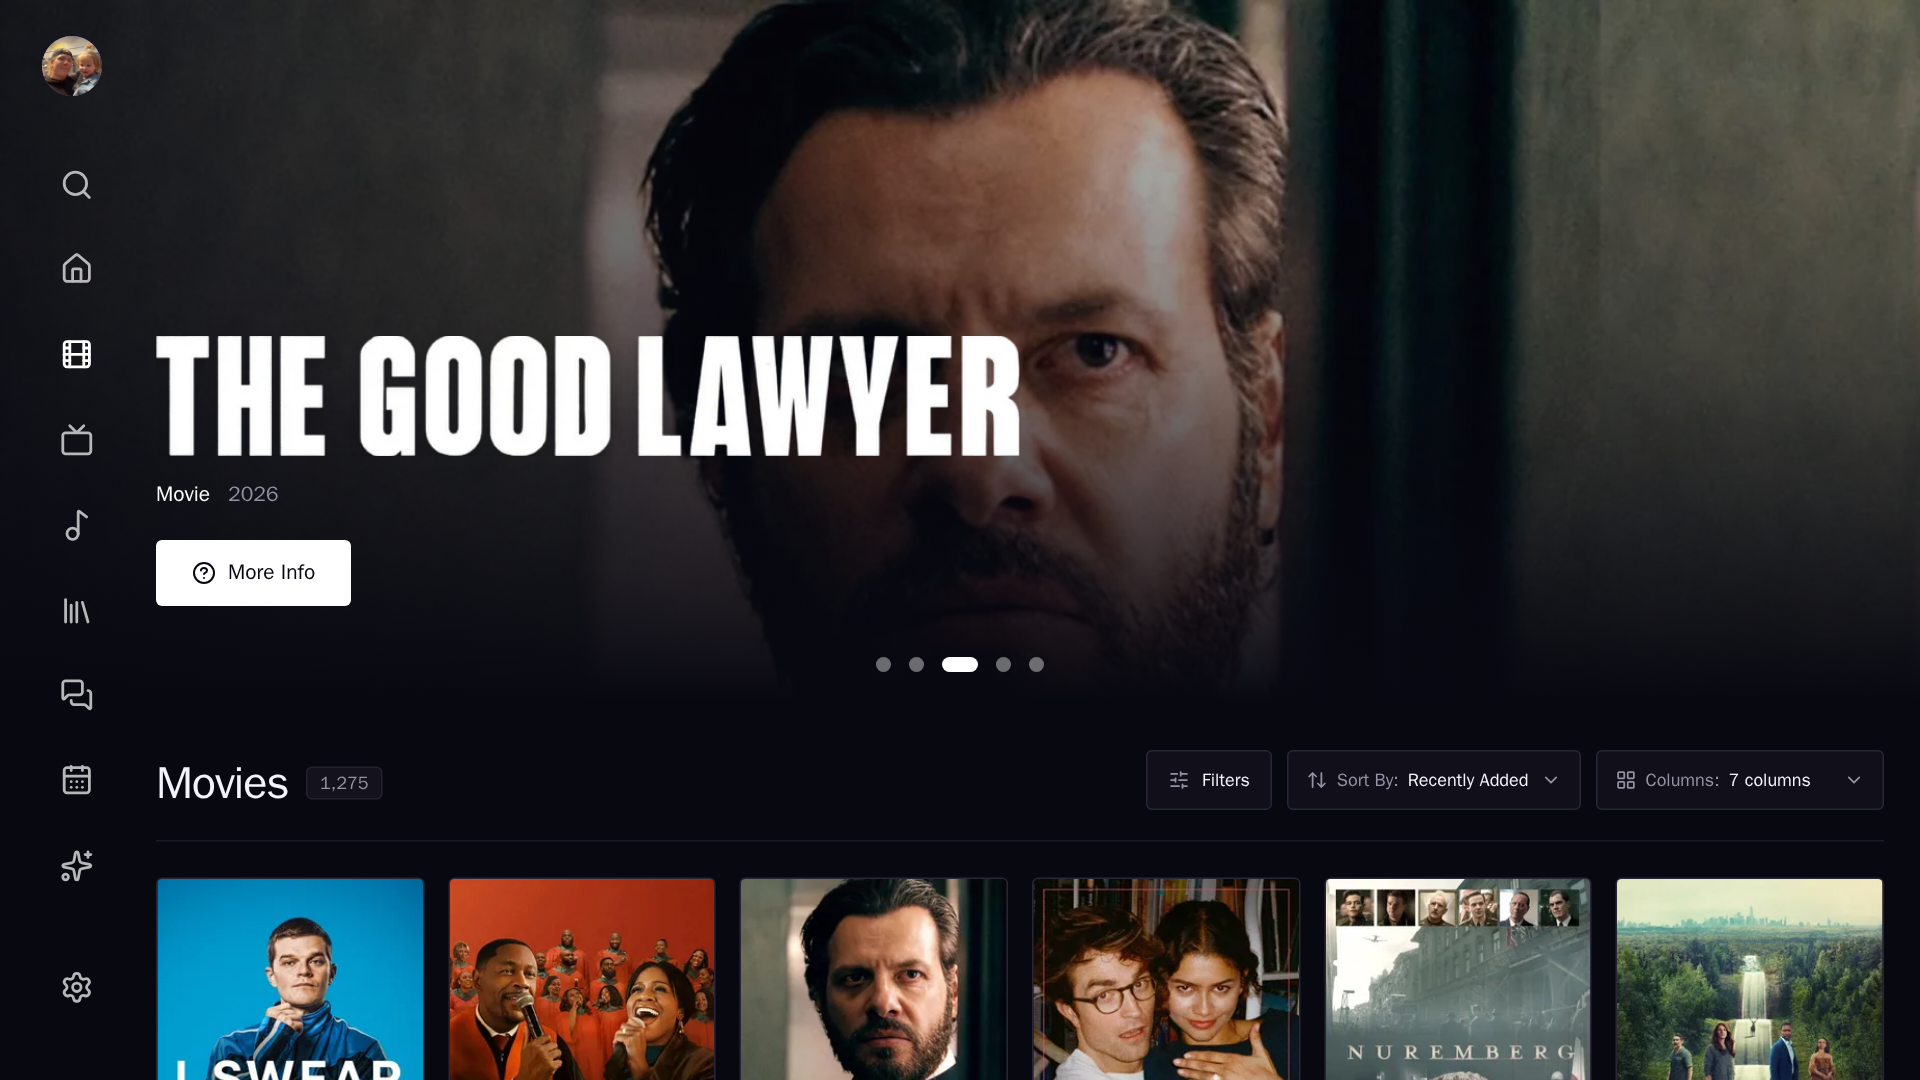 THE GOOD LAWYER
Movie 2026
More Info
Movies 1,275
Filters
Sort By: Recently Added
Columns: 7 columns
I SWEAR
NUREMBERG